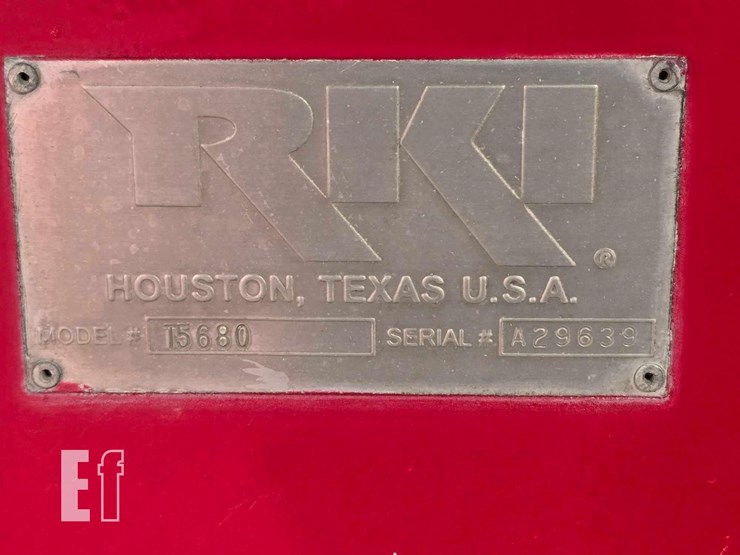 RKI ®
HOUSTON, TEXAS U.S.A.
MODEL # T5680 SERIAL # A29639
Ef